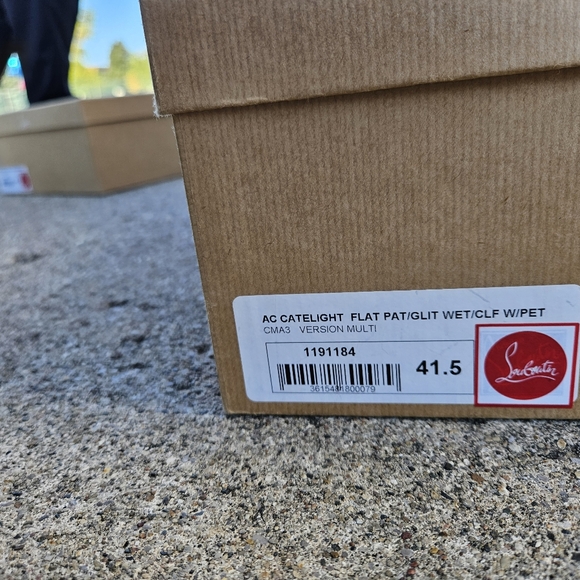 AC CATELIGHT FLAT PAT/GLIT WET/CLF W/PET
CMA3 VERSION MULTI
1191184
41.5
Louboutin